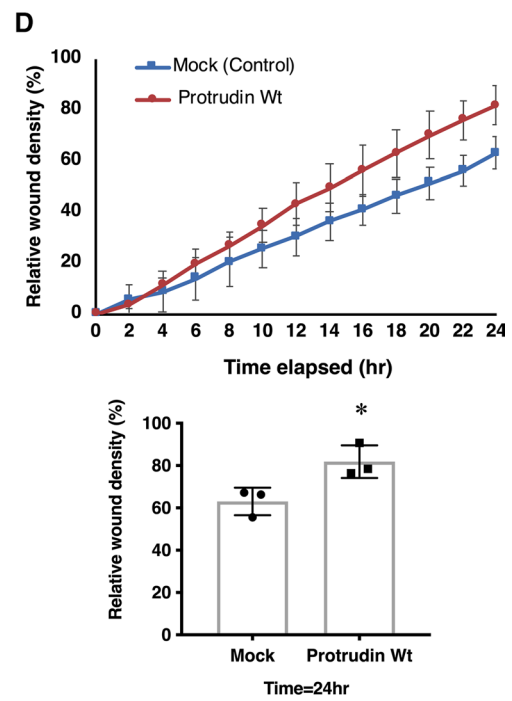 D
Relative wound density (%)
100
80
60
40
20
0
Mock (Control)
Protrudin Wt
0 2 4 6 8 10 12 14 16 18 20 22 24
Time elapsed (hr)
Relative wound density (%)
100
80
60
40
20
0
*
Mock Protrudin Wt
Time=24hr